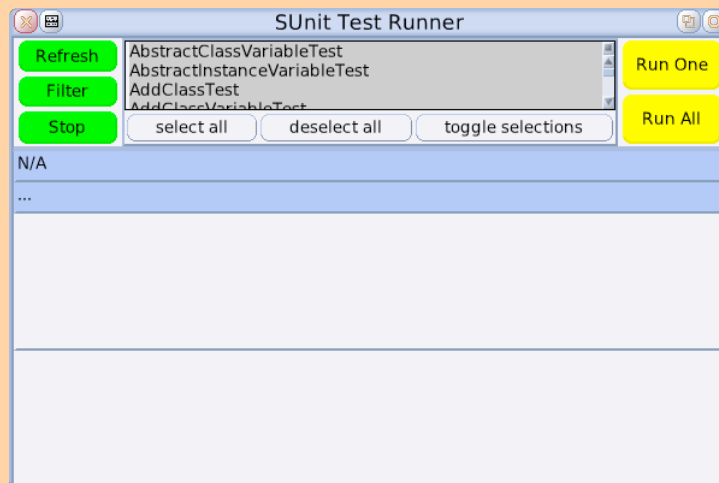 SUnit Test Runner
Refresh
Filter
Stop
AbstractClassVariableTest
AbstractInstanceVariableTest
AddClassTest
AddClassVariableTest
select all
deselect all
toggle selections
Run One
Run All
N/A
...